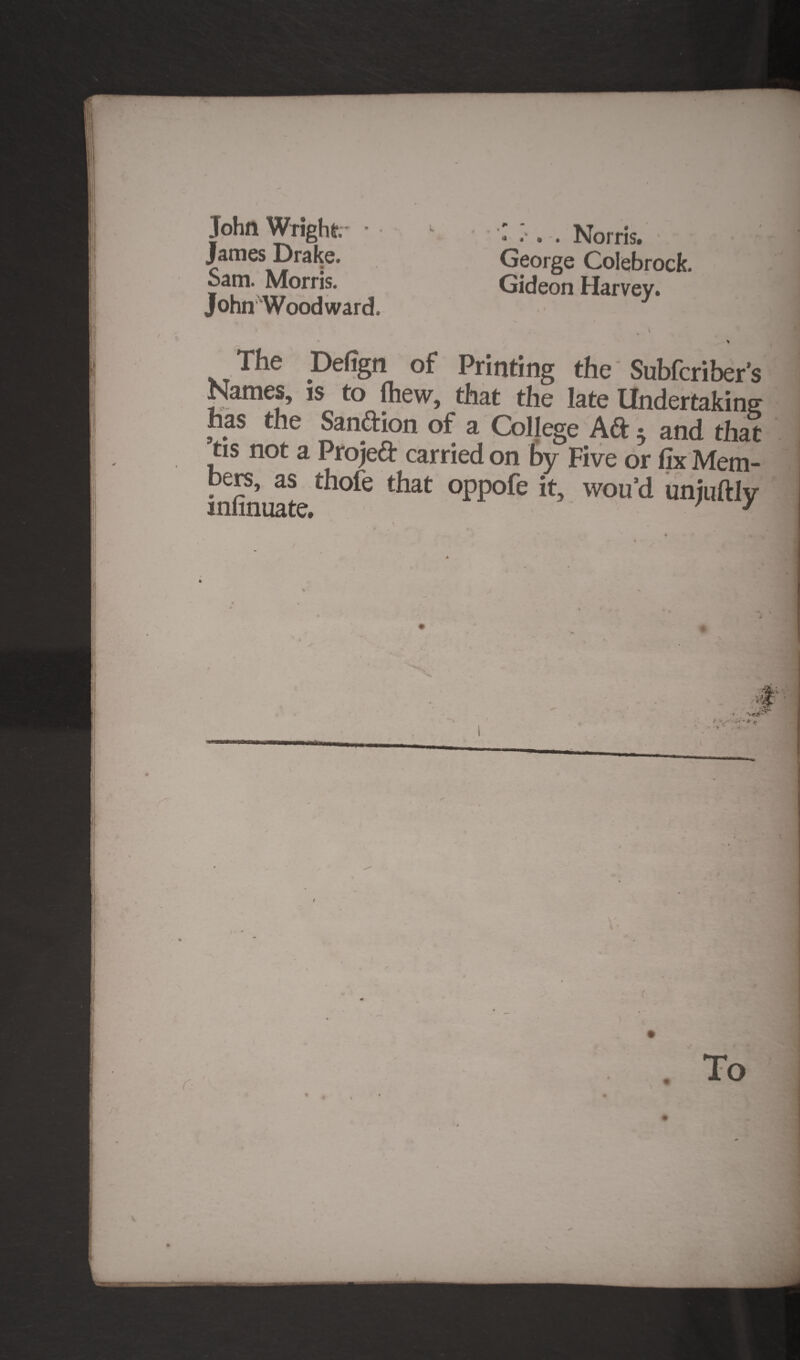 John Wright.
James Drake.
Sam. Morris.
John Woodward.
. . . . Norris.
George Colebrock.
Gideon Harvey.
The Deſign of Printing the Subſcriber's
Names, is to ſhew, that the late Undertaking
has the Sanction of a College Act; and that
'tis not a Project carried on by Five or ſix Mem-
bers, as thoſe that oppoſe it, wou'd unjuſtly
inſinuate.
To